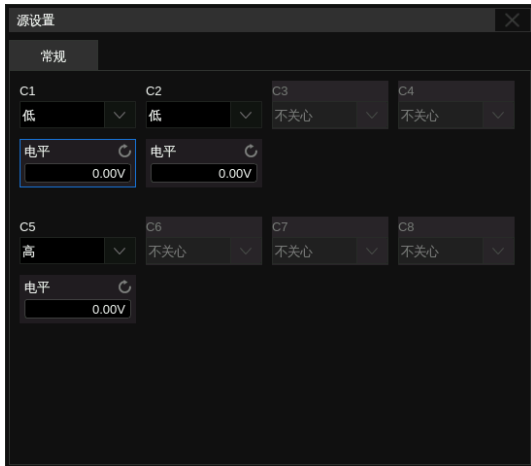 源设置
常规
C1 C2 C3 C4
低 低 不关心 不关心
电平 电平
0.00V 0.00V
C5 C6 C7 C8
高 不关心 不关心 不关心
电平
0.00V